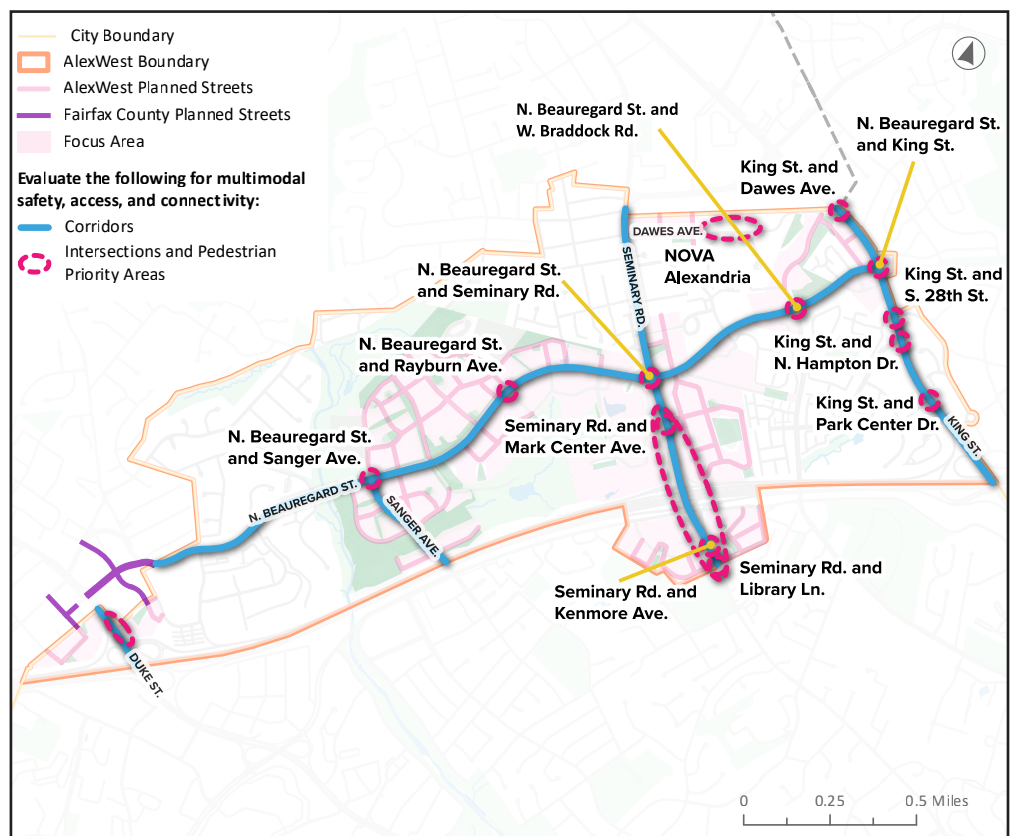 City Boundary
AlexWest Boundary
AlexWest Planned Streets
Fairfax County Planned Streets
Focus Area
Evaluate the following for multimodal
safety, access, and connectivity:
Corridors
Intersections and Pedestrian
Priority Areas
N. Beauregard St. and
W. Braddock Rd.
N. Beauregard St.
and King St.
King St. and
Dawes Ave.
DAWES AVE.
NOVA
Alexandria
SEMINARY RD.
N. Beauregard St.
and Seminary Rd.
King St. and
S. 28th St.
N. Beauregard St.
and Rayburn Ave.
King St. and
N. Hampton Dr.
King St. and
Park Center Dr.
KING ST.
Seminary Rd. and
Mark Center Ave.
N. Beauregard St.
and Sanger Ave.
N. BEAUREGARD ST.
SANGER AVE.
Seminary Rd. and
Library Ln.
Seminary Rd. and
Kenmore Ave.
DUKE ST.
0 0.25 0.5 Miles